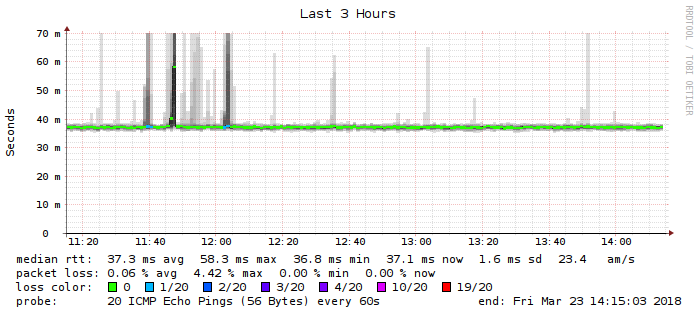 Last 3 Hours
RRDTOOL / TOBI OETIKER
Seconds
70 m
60 m
50 m
40 m
30 m
20 m
10 m
0
11:20 11:40 12:00 12:20 12:40 13:00 13:20 13:40 14:00
median rtt: 37.3 ms avg 58.3 ms max 36.8 ms min 37.1 ms now 1.6 ms sd 23.4 am/s
packet loss: 0.06 % avg 4.42 % max 0.00 % min 0.00 % now
loss color: 0 1/20 2/20 3/20 4/20 10/20 19/20
probe: 20 ICMP Echo Pings (56 Bytes) every 60s end: Fri Mar 23 14:15:03 2018